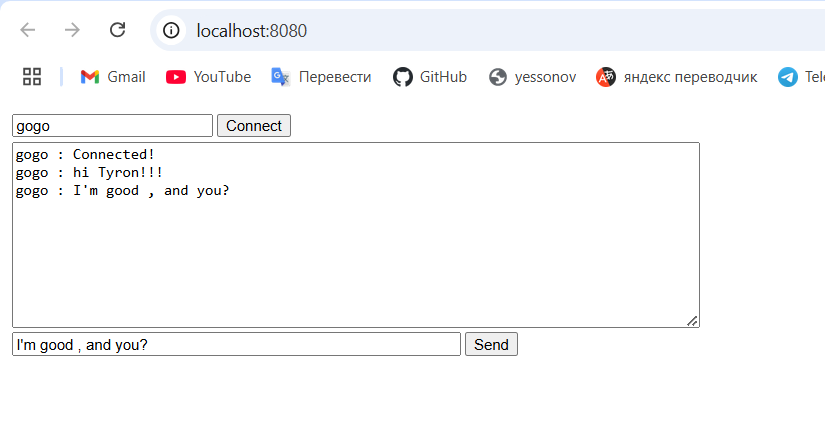 localhost:8080
Gmail YouTube Перевести GitHub yessonov яндекс переводчик Tele
gogo Connect
gogo : Connected!
gogo : hi Tyron!!!
gogo : I'm good , and you?
I'm good , and you? Send